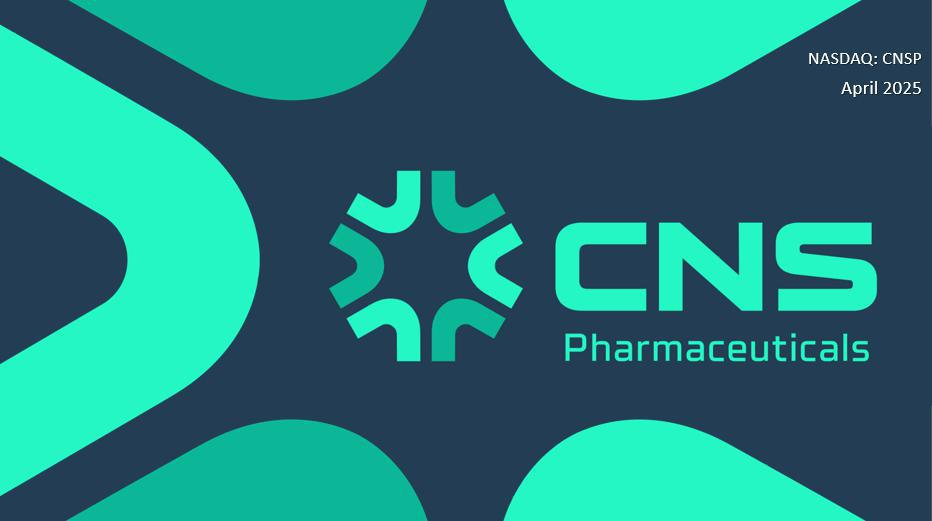 NASDAQ: CNSP
April 2025
CNS
Pharmaceuticals